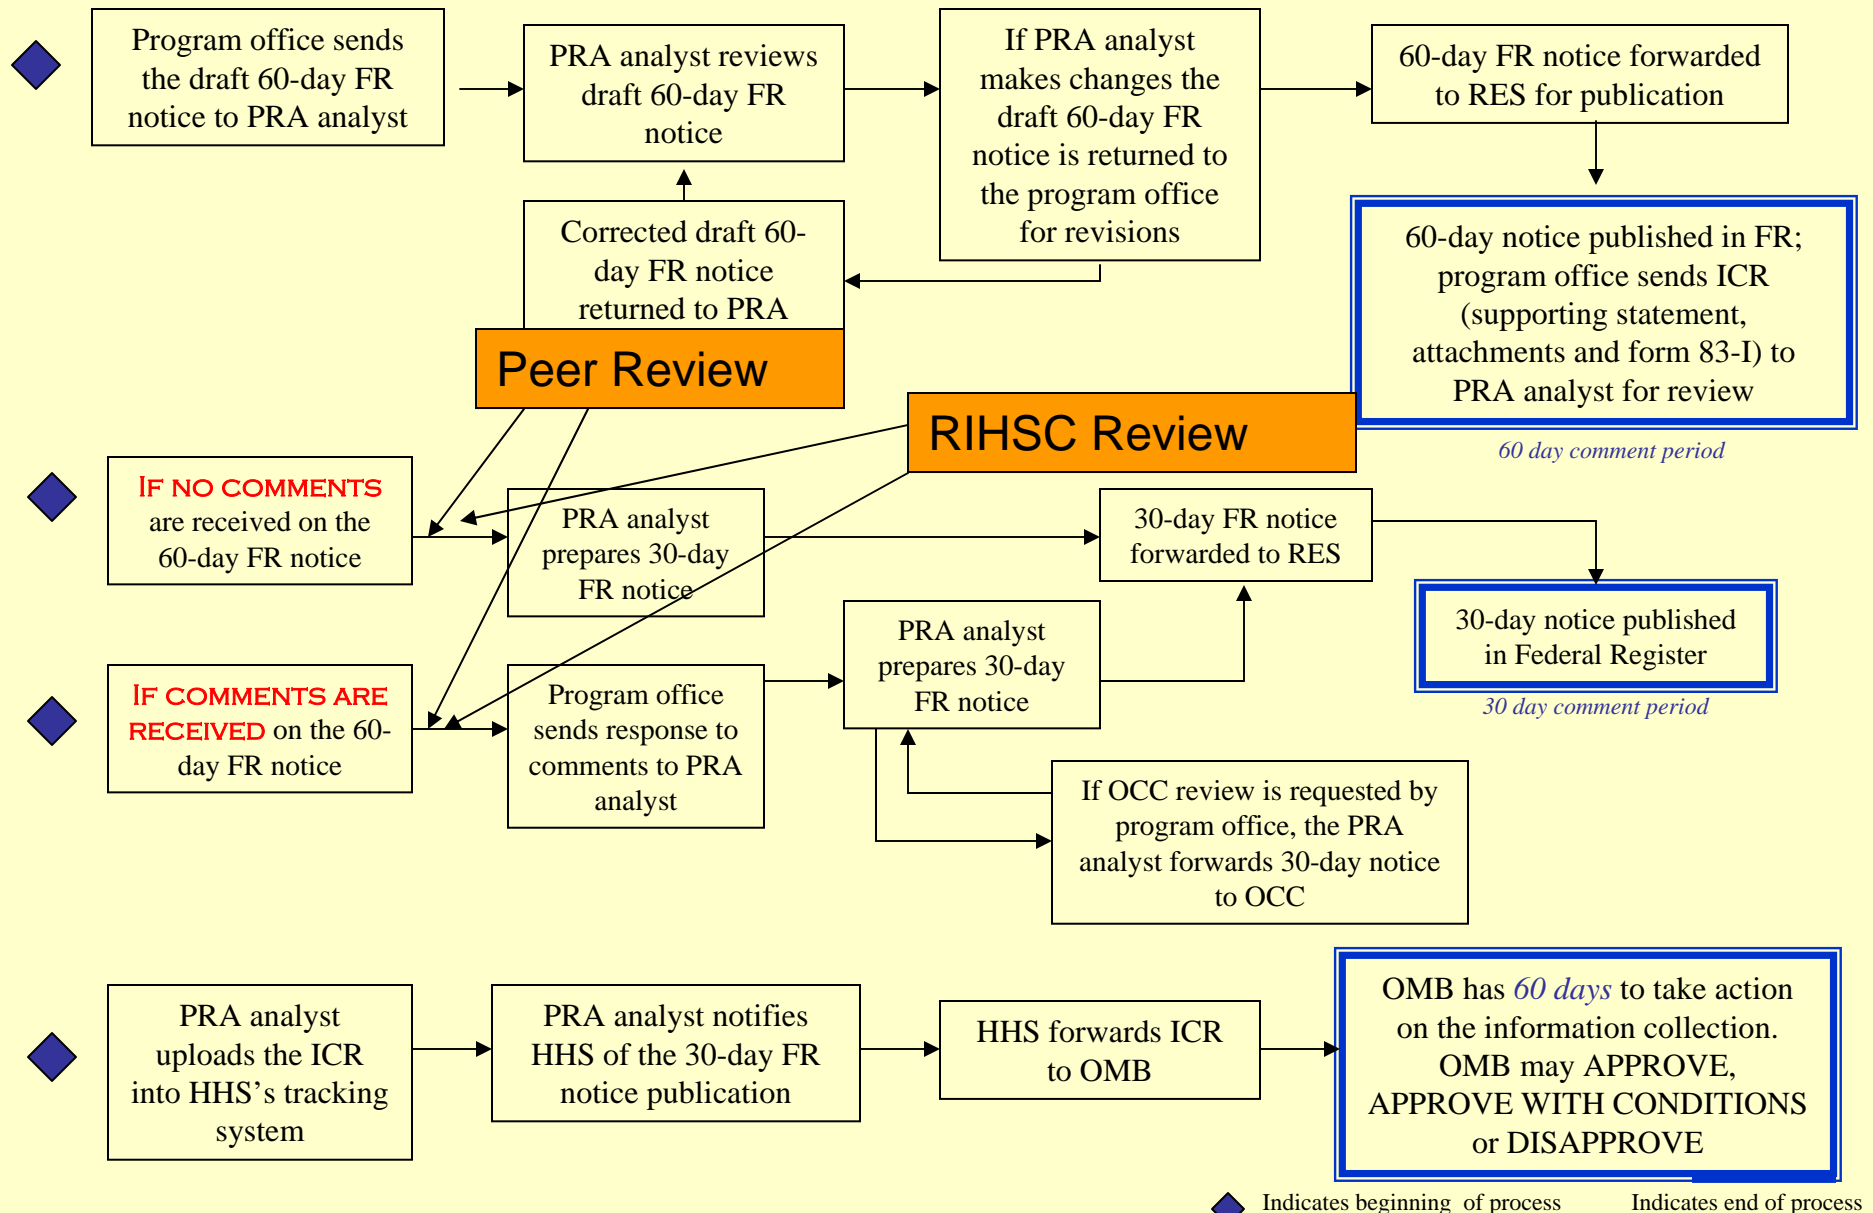 Program office sends
the draft 60-day FR
notice to PRA analyst
PRA analyst reviews
draft 60-day FR
notice
If PRA analyst
makes changes the
draft 60-day FR
notice is returned to
the program office
for revisions
60-day FR notice forwarded
to RES for publication
Corrected draft 60-
day FR notice
returned to PRA
60-day notice published in FR;
program office sends ICR
(supporting statement,
attachments and form 83-I) to
PRA analyst for review
60 day comment period
Peer Review
RIHSC Review
IF NO COMMENTS
are received on the
60-day FR notice
PRA analyst
prepares 30-day
FR notice
30-day FR notice
forwarded to RES
30-day notice published
in Federal Register
30 day comment period
IF COMMENTS ARE
RECEIVED on the 60-
day FR notice
Program office
sends response to
comments to PRA
analyst
PRA analyst
prepares 30-day
FR notice
If OCC review is requested by
program office, the PRA
analyst forwards 30-day notice
to OCC
PRA analyst
uploads the ICR
into HHS’s tracking
system
PRA analyst notifies
HHS of the 30-day FR
notice publication
HHS forwards ICR
to OMB
OMB has 60 days to take action
on the information collection.
OMB may APPROVE,
APPROVE WITH CONDITIONS
or DISAPPROVE
Indicates beginning of process
Indicates end of process